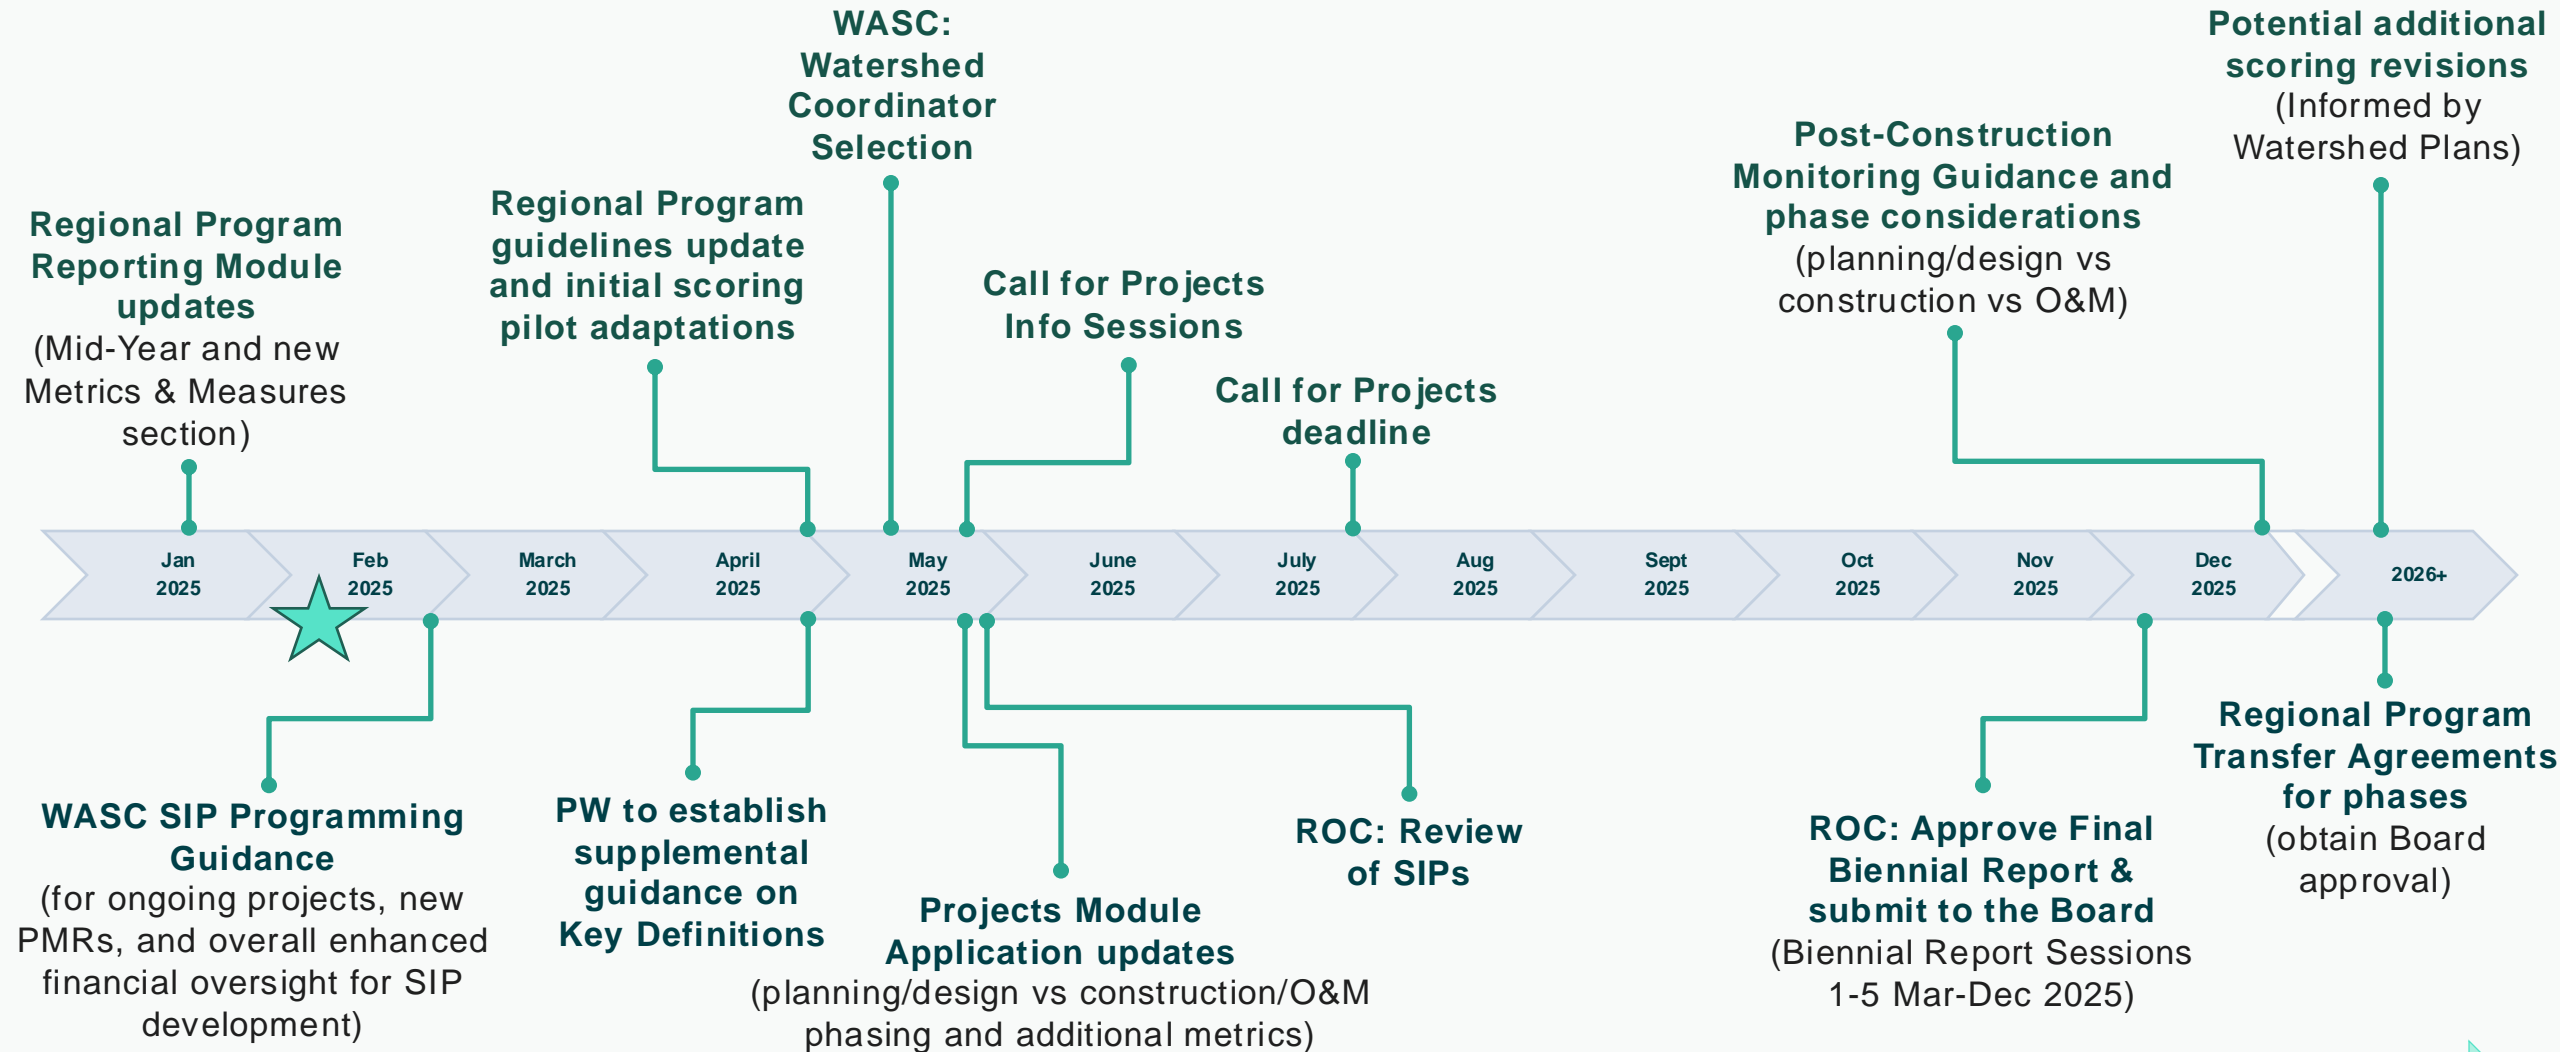 WASC:
Watershed
Coordinator
Selection
Potential additional
scoring revisions
(Informed by
Watershed Plans)
Post-Construction
Monitoring Guidance and
phase considerations
(planning/design vs
construction vs O&M)
Regional Program
guidelines update
and initial scoring
pilot adaptations
Regional Program
Reporting Module
updates
(Mid-Year and new
Metrics & Measures
section)
Call for Projects
Info Sessions
Call for Projects
deadline
Jan
2025
Feb
2025
March
2025
April
2025
May
2025
June
2025
July
2025
Aug
2025
Sept
2025
Oct
2025
Nov
2025
Dec
2025
2026+
WASC SIP Programming
Guidance
(for ongoing projects, new
PMRs, and overall enhanced
financial oversight for SIP
development)
PW to establish
supplemental
guidance on
Key Definitions
Projects Module
Application updates
(planning/design vs construction/O&M
phasing and additional metrics)
ROC: Review
of SIPs
ROC: Approve Final
Biennial Report &
submit to the Board
(Biennial Report Sessions
1-5 Mar-Dec 2025)
Regional Program
Transfer Agreements
for phases
(obtain Board
approval)